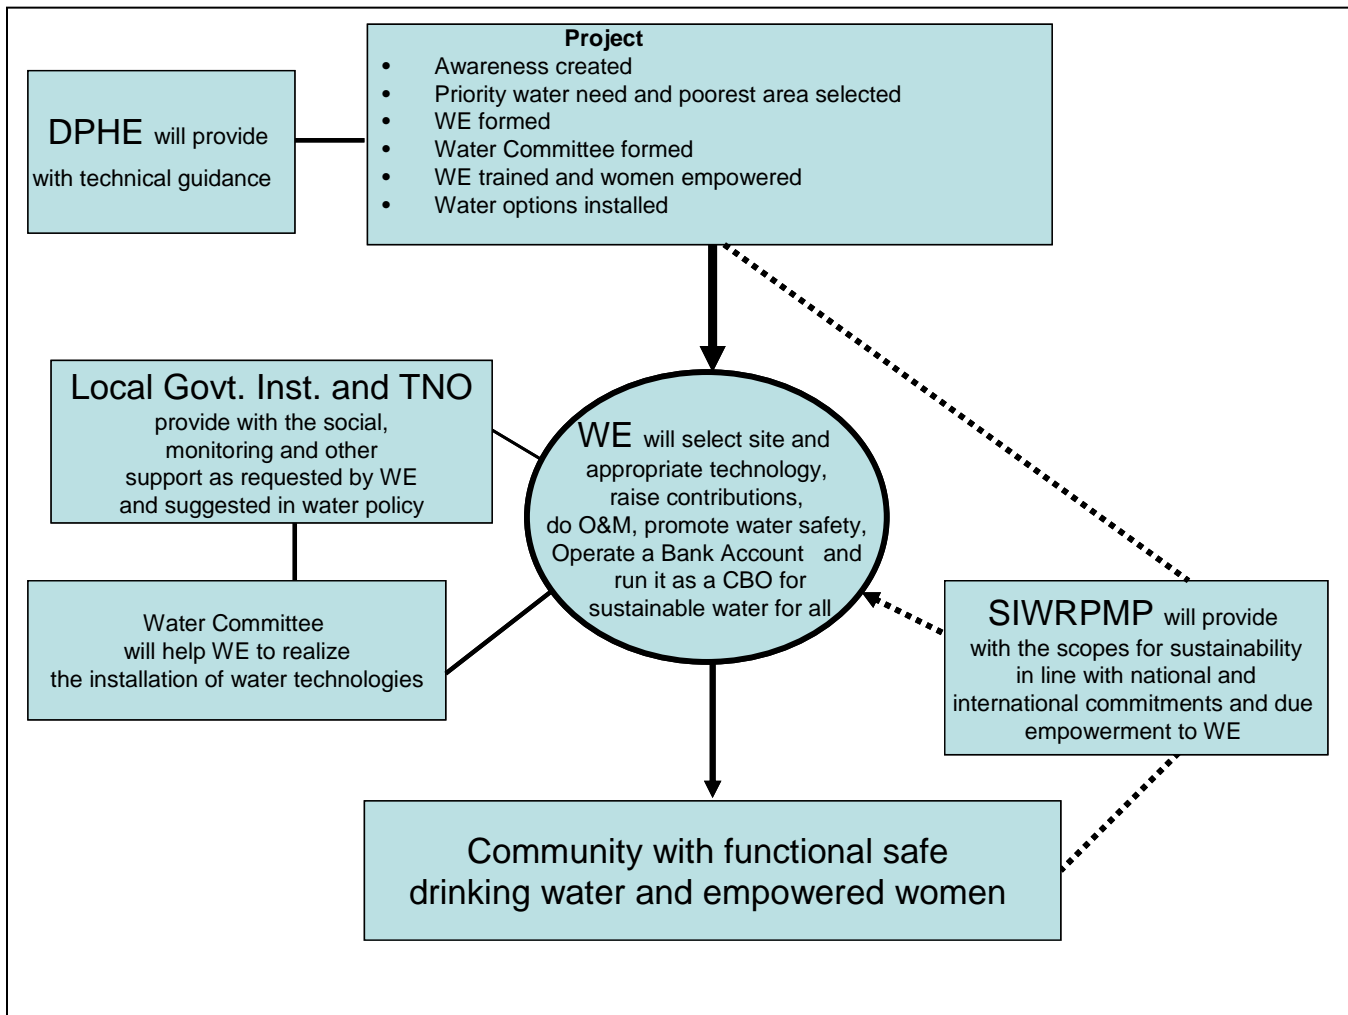 Project
• Awareness created
• Priority water need and poorest area selected
• WE formed
• Water Committee formed
• WE trained and women empowered
• Water options installed
DPHE will provide
with technical guidance
Local Govt. Inst. and TNO
provide with the social,
monitoring and other
support as requested by WE
and suggested in water policy
WE will select site and
appropriate technology,
raise contributions,
do O&M, promote water safety,
Operate a Bank Account and
run it as a CBO for
sustainable water for all
Water Committee
will help WE to realize
the installation of water technologies
SIWRPMP will provide
with the scopes for sustainability
in line with national and
international commitments and due
empowerment to WE
Community with functional safe
drinking water and empowered women